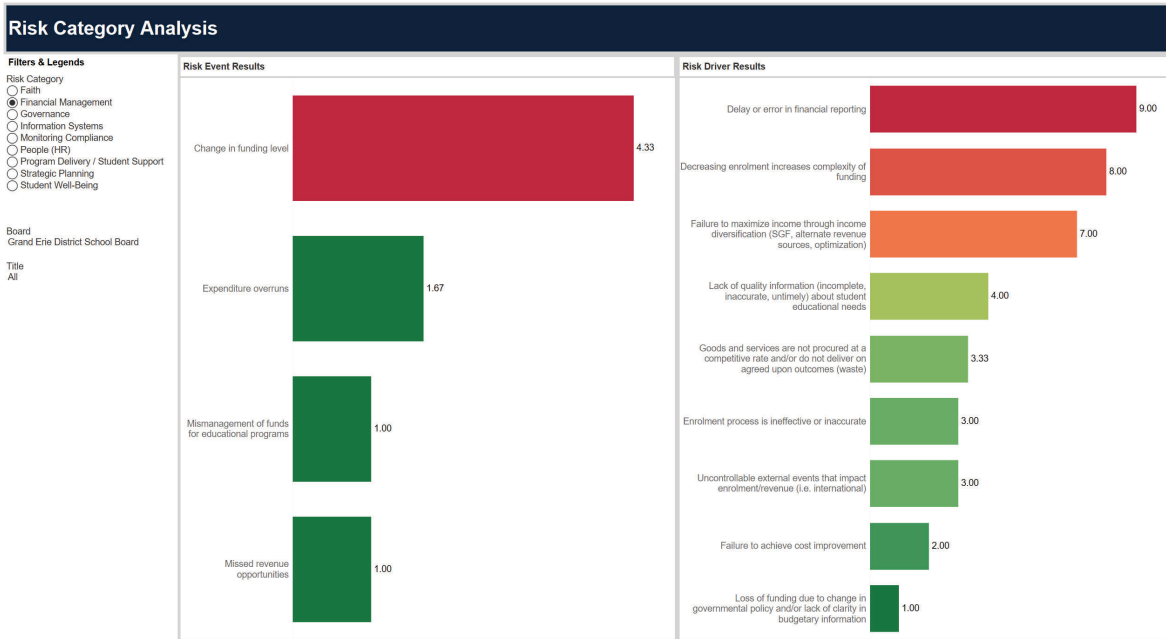 Risk Category Analysis
Filters & Legends
Risk Category
Faith
Financial Management
Governance
Information Systems
Monitoring Compliance
People (HR)
Program Delivery / Student Support
Strategic Planning
Student Well-Being
Board
Grand Erie District School Board
Title
All
Risk Event Results
Change in funding level
4.33
Expenditure overruns
1.67
Mismanagement of funds
for educational programs
1.00
Missed revenue
opportunities
1.00
Risk Driver Results
Delay or error in financial reporting
9.00
Decreasing enrolment increases complexity of
funding
8.00
Failure to maximize income through income
diversification (SGF, alternate revenue
sources, optimization)
7.00
Lack of quality information (incomplete,
inaccurate, untimely) about student
educational needs
4.00
Goods and services are not procured at a
competitive rate and/or do not deliver on
agreed upon outcomes (waste)
3.33
Enrolment process is ineffective or inaccurate
3.00
Uncontrollable external events that impact
enrolment/revenue (i.e. international)
3.00
Failure to achieve cost improvement
2.00
Loss of funding due to change in
governmental policy and/or lack of clarity in
budgetary information
1.00